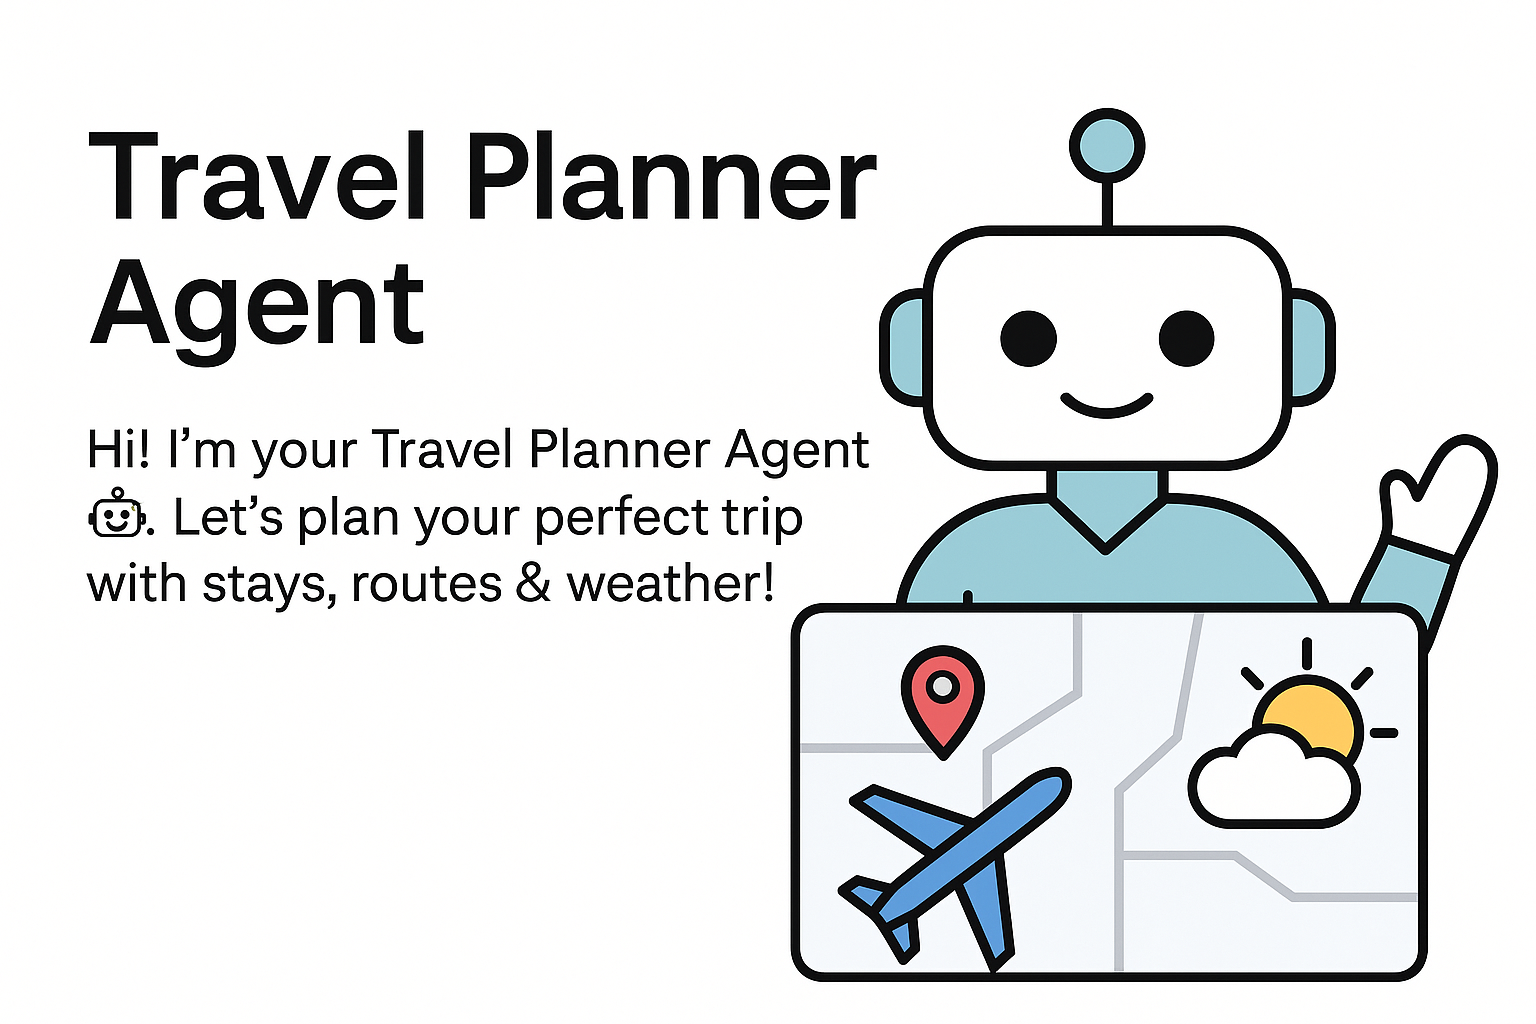 Travel Planner
Agent
Hi! I’m your Travel Planner Agent
🤖. Let’s plan your perfect trip
with stays, routes & weather!